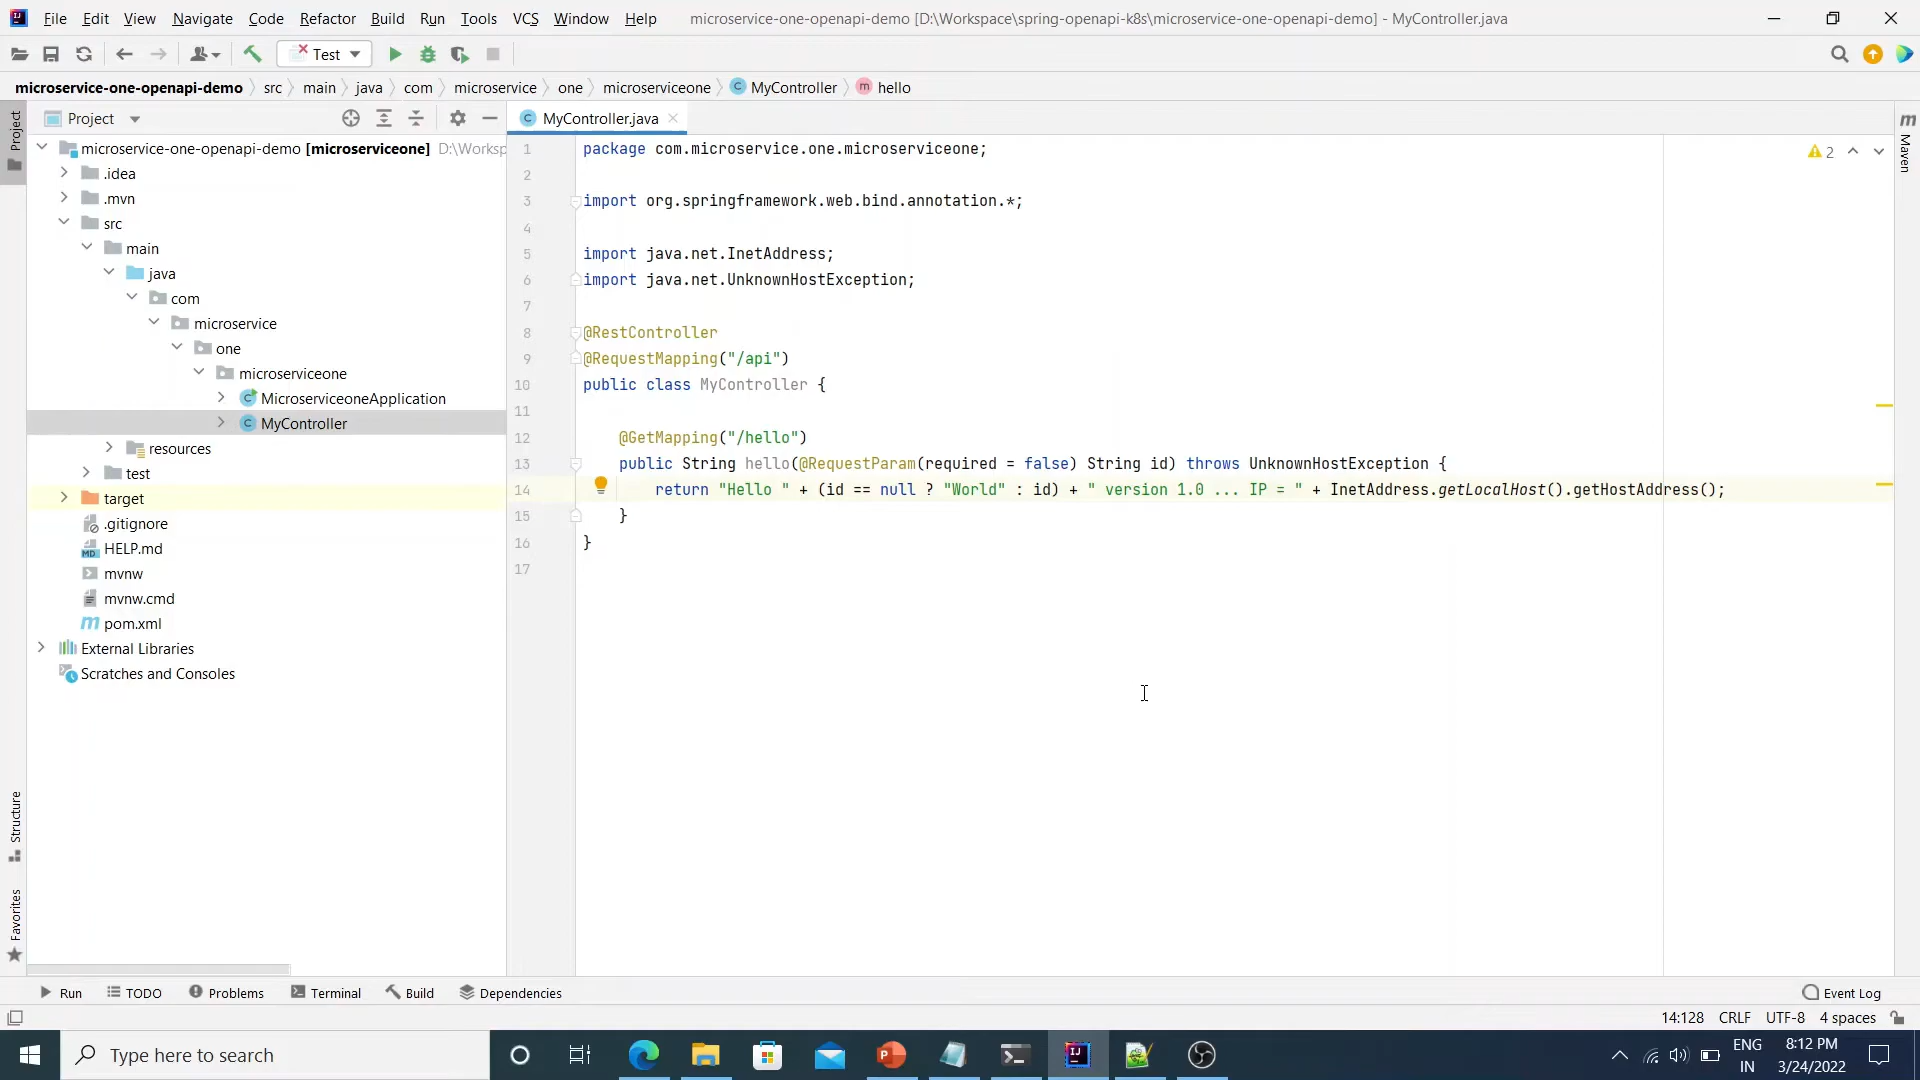 File Edit View Navigate Code Refactor Build Run Tools VCS Window Help microservice-one-openapi-demo [D:\Workspace\spring-openapi-k8s\microservice-one-openapi-demo] - MyController.java
Test
microservice-one-openapi-demo src main java com microservice one microserviceone MyController hello
Project
MyController.java
Project
Structure
Favorites
microservice-one-openapi-demo [microserviceone] D:\Worksp
.idea
.mvn
src
main
java
com
microservice
one
microserviceone
MicroserviceoneApplication
MyController
resources
test
target
.gitignore
HELP.md
mvnw
mvnw.cmd
pom.xml
External Libraries
Scratches and Consoles
1 package com.microservice.one.microserviceone;
2
3 import org.springframework.web.bind.annotation.*;
4
5 import java.net.InetAddress;
6 import java.net.UnknownHostException;
7
8 @RestController
9 @RequestMapping("/api")
10 public class MyController {
11
12 @GetMapping("/hello")
13 public String hello(@RequestParam(required = false) String id) throws UnknownHostException {
14 return "Hello " + (id == null ? "World" : id) + " version 1.0 ... IP = " + InetAddress.getLocalHost().getHostAddress();
15 }
16 }
17
2
Maven
Run TODO Problems Terminal Build Dependencies Event Log
14:128 CRLF UTF-8 4 spaces
Type here to search
ENG
IN
8:12 PM
3/24/2022